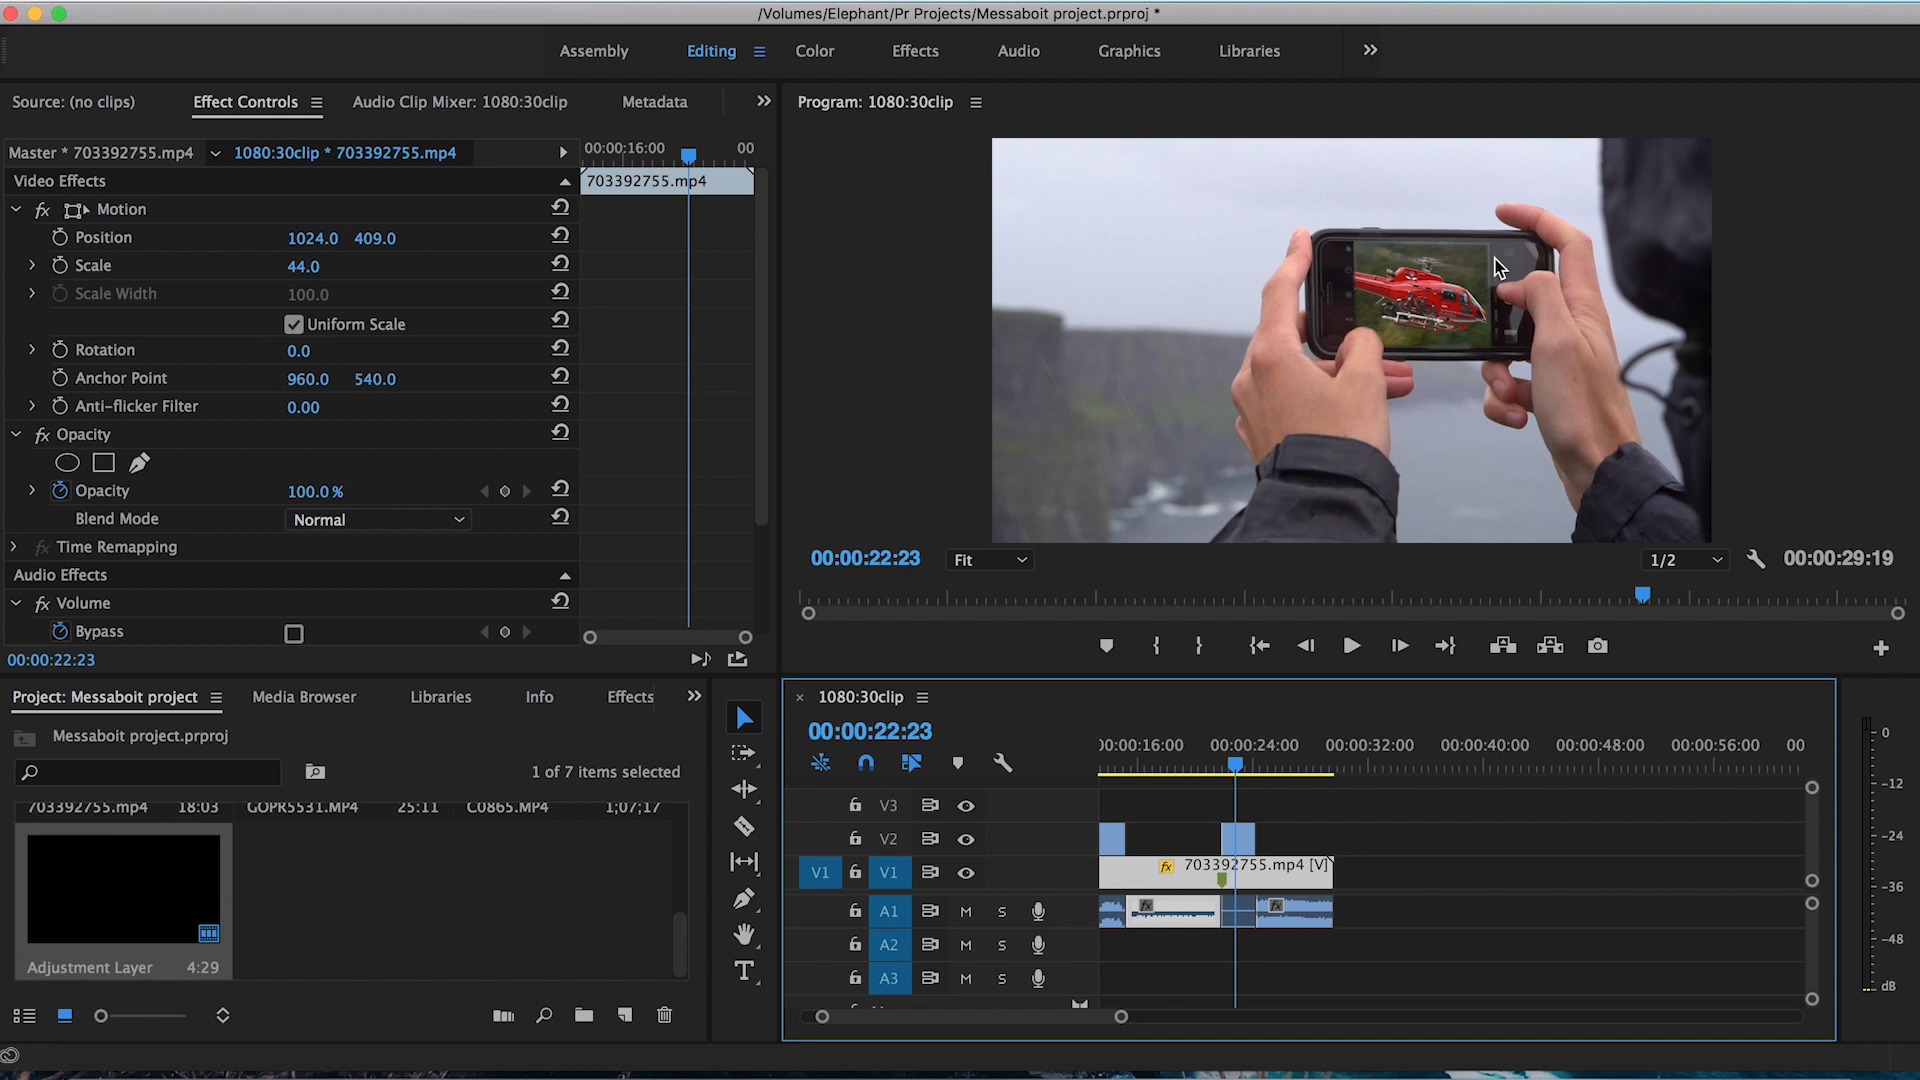 /Volumes/Elephant/Pr Projects/Messaboit project.prproj *
Assembly Editing Color Effects Audio Graphics Libraries
Source: (no clips) Effect Controls Audio Clip Mixer: 1080:30clip Metadata
Program: 1080:30clip
Master * 703392755.mp4 1080:30clip * 703392755.mp4
00:00:16:00 00
Video Effects
703392755.mp4
fx Motion
Position 1024.0 409.0
Scale 44.0
Scale Width 100.0
Uniform Scale
Rotation 0.0
Anchor Point 960.0 540.0
Anti-flicker Filter 0.00
fx Opacity
Opacity 100.0 %
Blend Mode Normal
fx Time Remapping
Audio Effects
fx Volume
Bypass
00:00:22:23
00:00:22:23 Fit 1/2 00:00:29:19
Project: Messaboit project Media Browser Libraries Info Effects
Messaboit project.prproj
1 of 7 items selected
703392755.mp4 18:03 GOPR5531.MP4 25:11 C0865.MP4 1;07;17
Adjustment Layer 4:29
1080:30clip
00:00:22:23
00:00:16:00 00:00:24:00 00:00:32:00 00:00:40:00 00:00:48:00 00:00:56:00 00
V3
V2
V1 V1 fx 703392755.mp4 [V]
A1 M S fx fx
A2 M S
A3 M S
T
0
-12
-24
-36
-48
dB